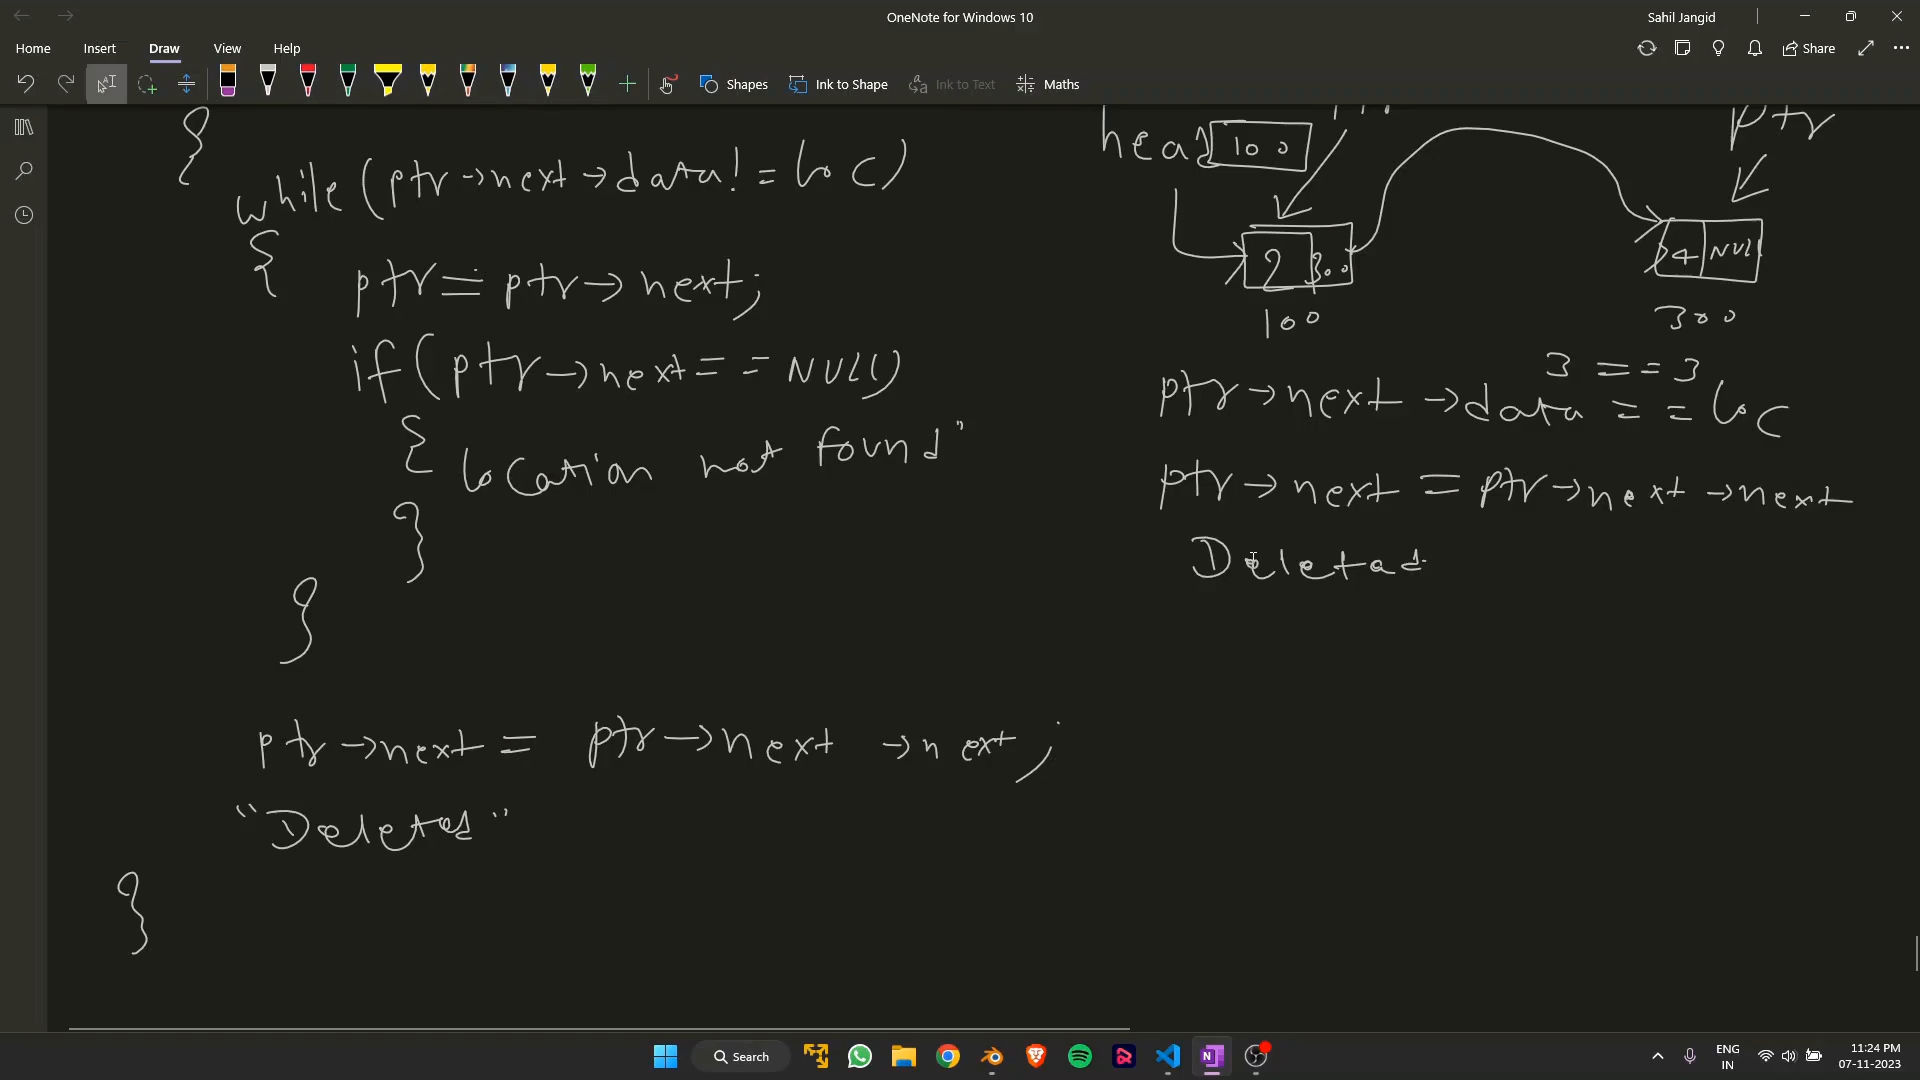 OneNote for Windows 10
Sahil Jangid
Home Insert Draw View Help
Share
Shapes Ink to Shape Ink to Text Maths
{
while (ptr→next→data != loc)
{
ptr = ptr→next;
if (ptr→next == NULL)
{
location not found"
}
}
ptr→next = ptr→next→next;
"Deleted"
}
head 100
ptr
2 300
4 NULL
100
300
3 == 3
ptr→next→data == loc
ptr→next = ptr→next→next
Deleted
Search
ENG
IN
11:24 PM
07-11-2023